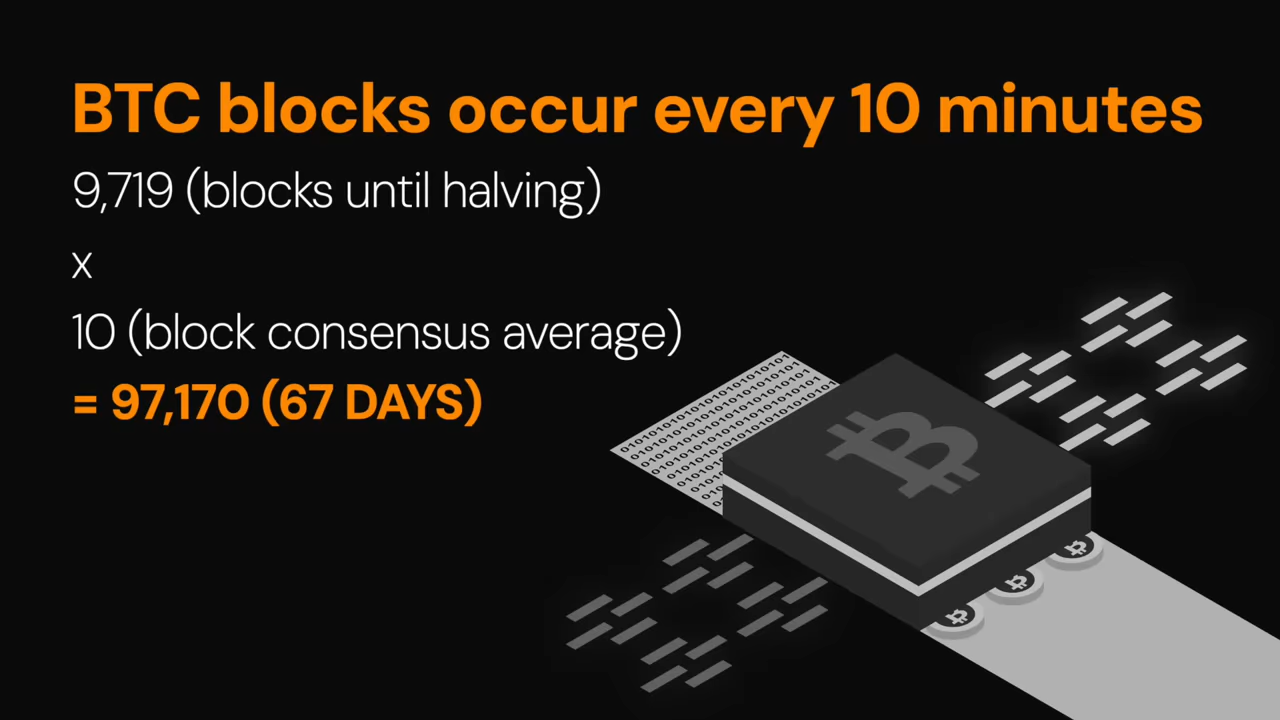 BTC blocks occur every 10 minutes
9,719 (blocks until halving)
x
10 (block consensus average)
= 97,170 (67 DAYS)